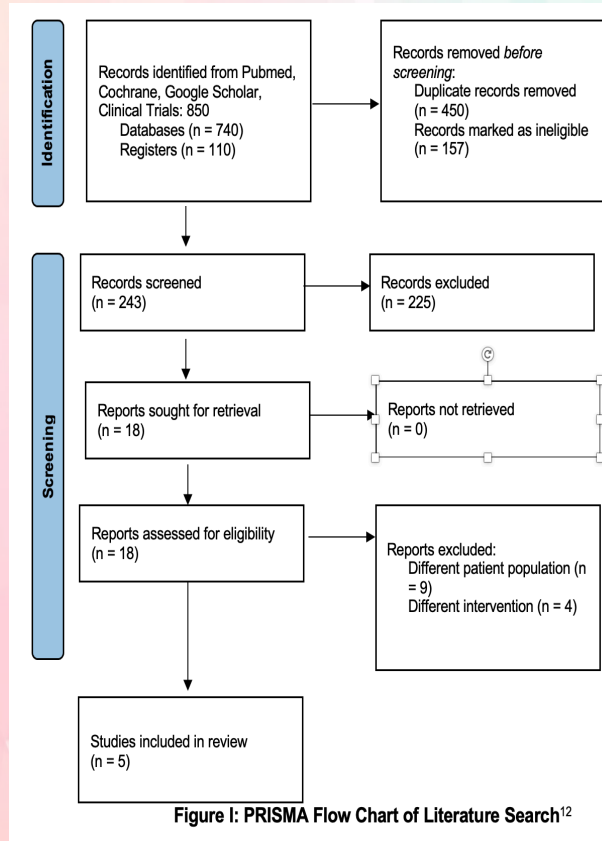 Identification
Records identified from Pubmed,
Cochrane, Google Scholar,
Clinical Trials: 850
Databases (n = 740)
Registers (n = 110)
Records removed before
screening:
Duplicate records removed
(n = 450)
Records marked as ineligible
(n = 157)
Screening
Records screened
(n = 243)
Records excluded
(n = 225)
Reports sought for retrieval
(n = 18)
Reports not retrieved
(n = 0)
Reports assessed for eligibility
(n = 18)
Reports excluded:
Different patient population (n
= 9)
Different intervention (n = 4)
Studies included in review
(n = 5)
Figure I: PRISMA Flow Chart of Literature Search12